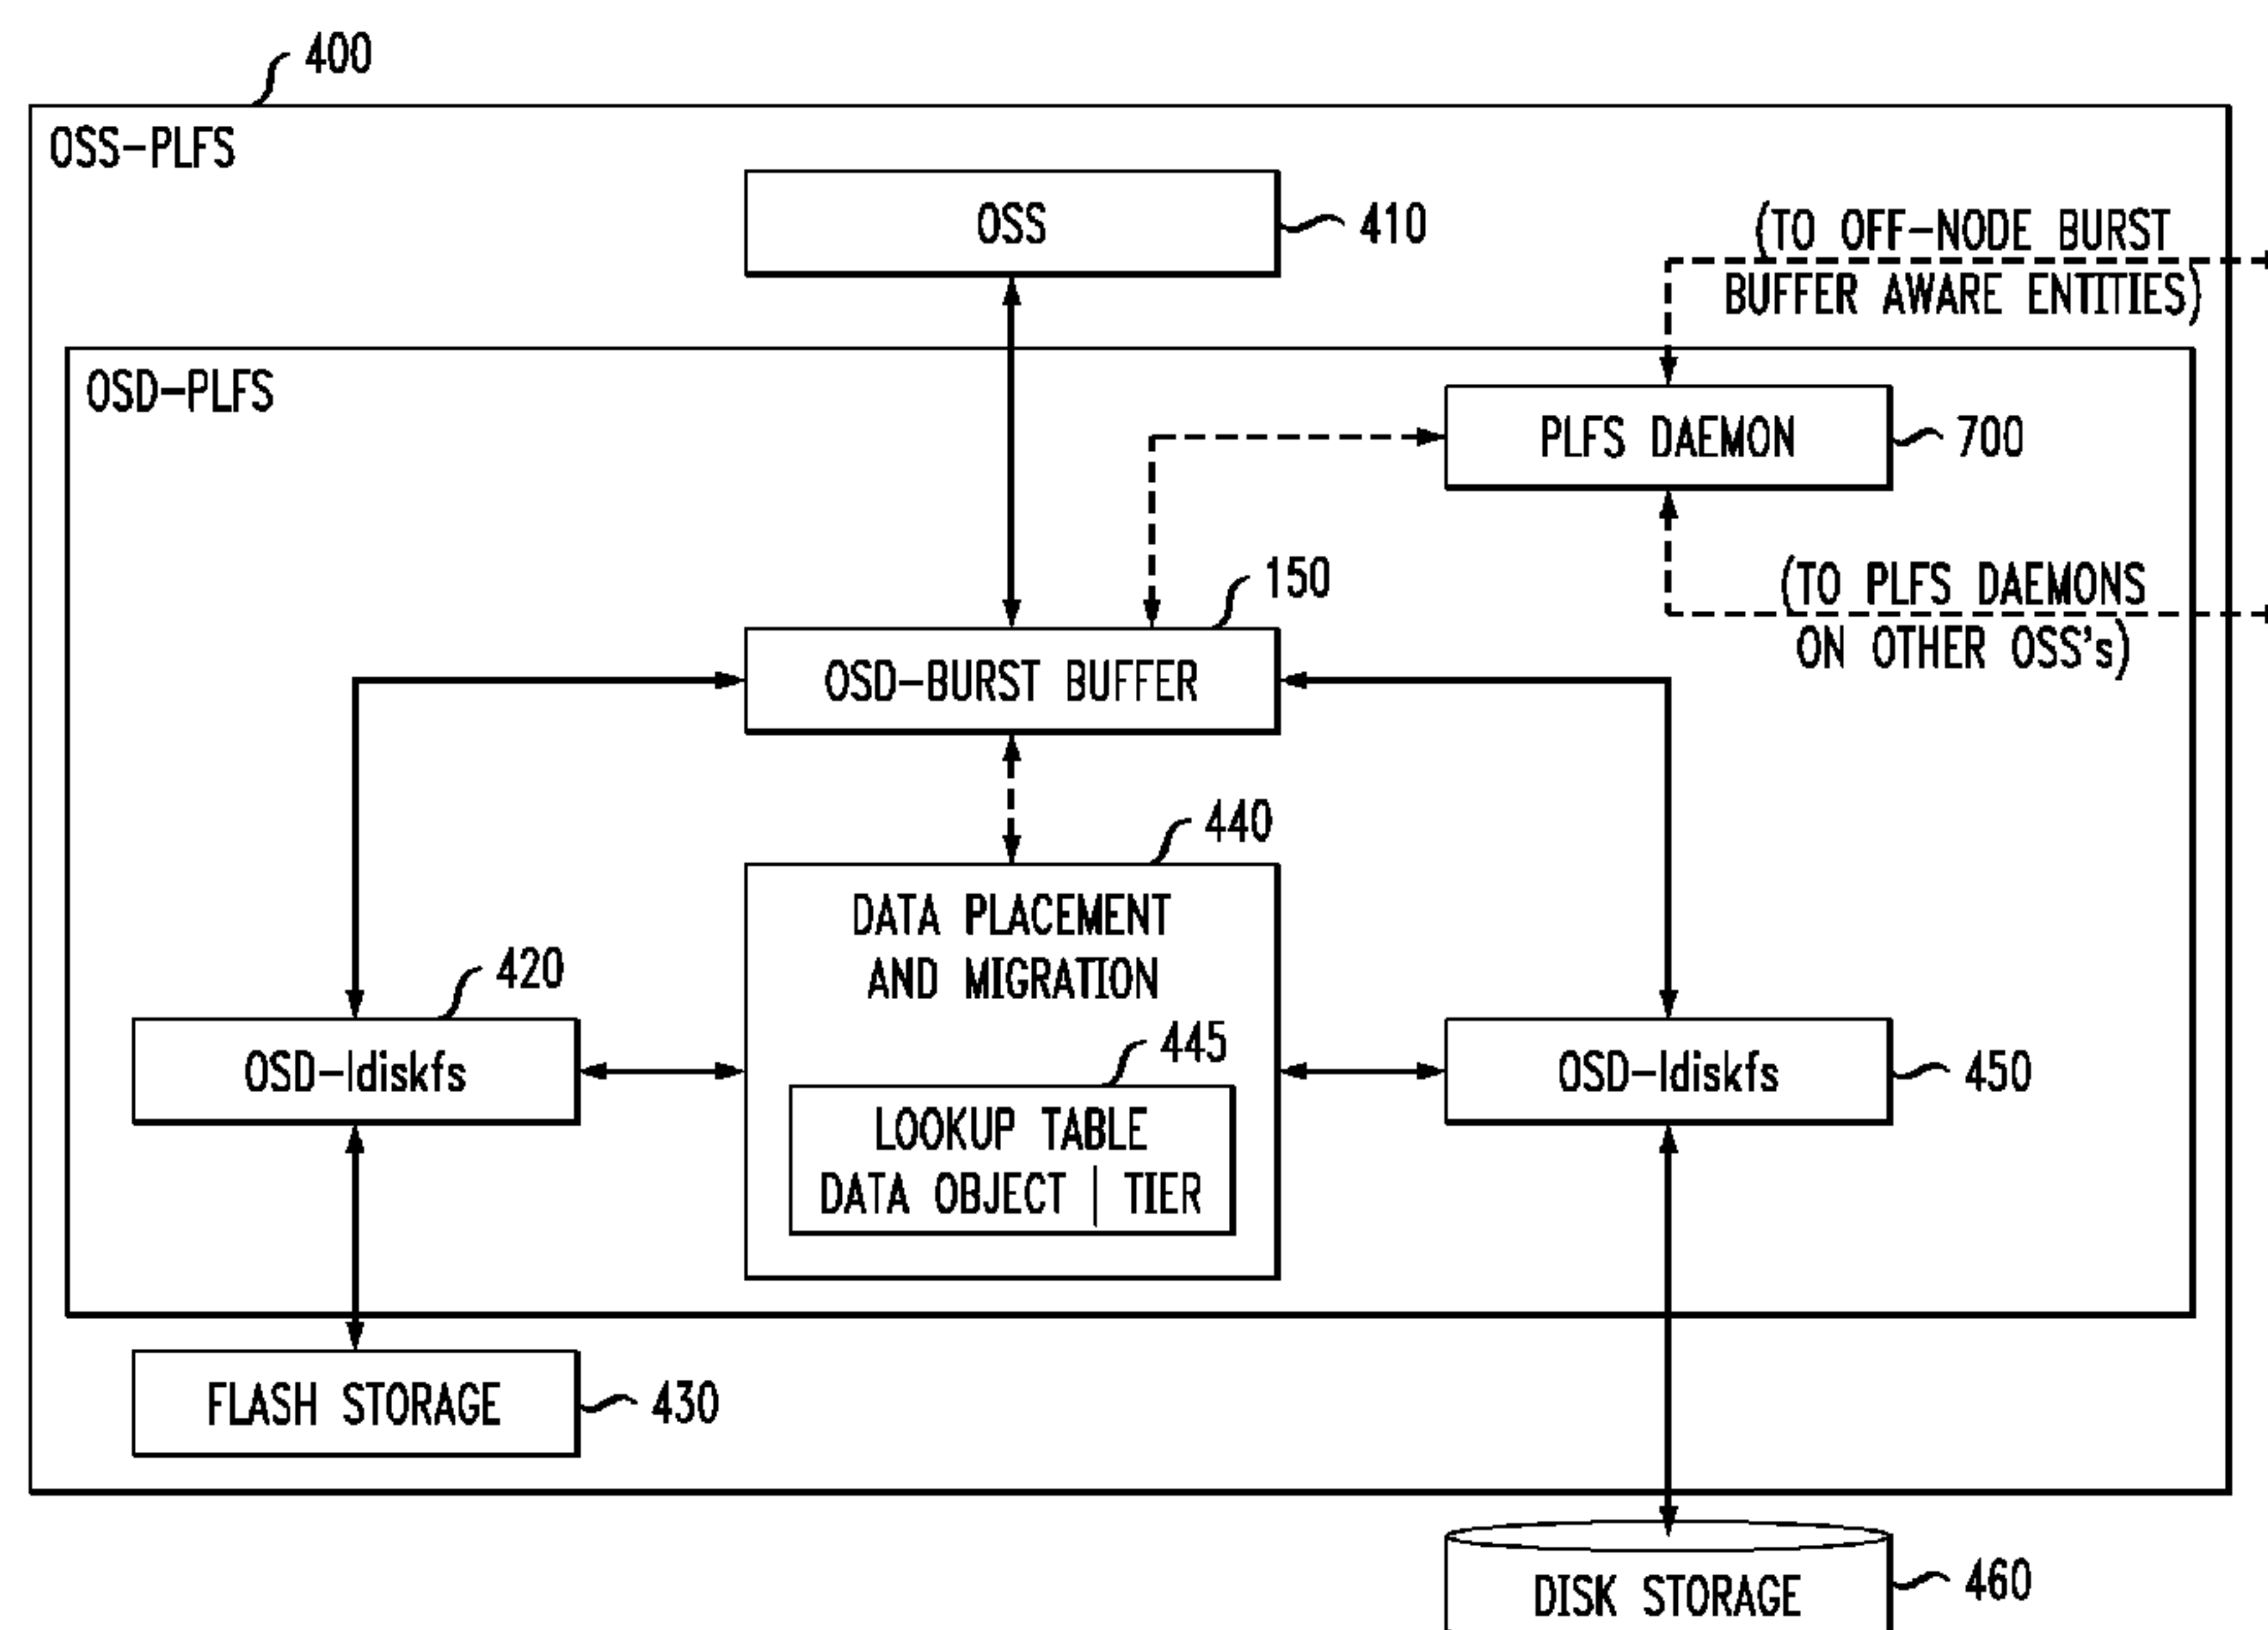 400
OSS-PLFS
OSS
410
(TO OFF-NODE BURST
BUFFER AWARE ENTITIES)
OSD-PLFS
PLFS DAEMON
700
(TO PLFS DAEMONS
ON OTHER OSS's)
150
OSD-BURST BUFFER
440
DATA PLACEMENT
AND MIGRATION
420
OSD-ldiskfs
445
LOOKUP TABLE
DATA OBJECT | TIER
OSD-ldiskfs
450
FLASH STORAGE
430
DISK STORAGE
460